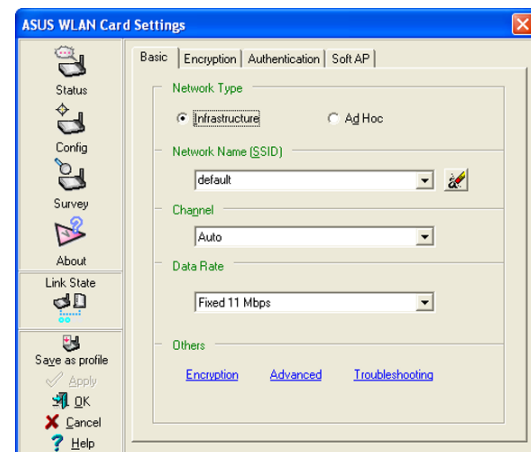 ASUS WLAN Card Settings
Status
Config
Survey
About
Link State
Save as profile
Apply
OK
Cancel
Help
Basic
Encryption
Authentication
Soft AP
Network Type
Infrastructure
Ad Hoc
Network Name (SSID)
default
Channel
Auto
Data Rate
Fixed 11 Mbps
Others
Encryption
Advanced
Troubleshooting